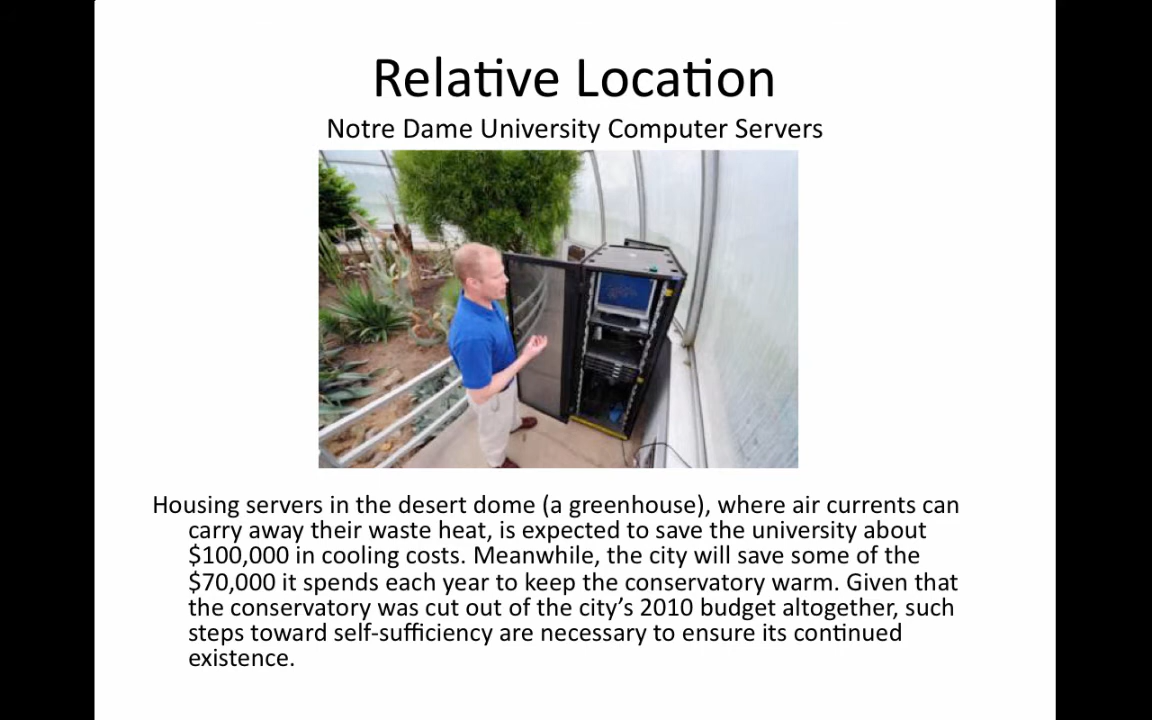 Relative Location
Notre Dame University Computer Servers
Housing servers in the desert dome (a greenhouse), where air currents can
carry away their waste heat, is expected to save the university about
$100,000 in cooling costs. Meanwhile, the city will save some of the
$70,000 it spends each year to keep the conservatory warm. Given that
the conservatory was cut out of the city’s 2010 budget altogether, such
steps toward self-sufficiency are necessary to ensure its continued
existence.